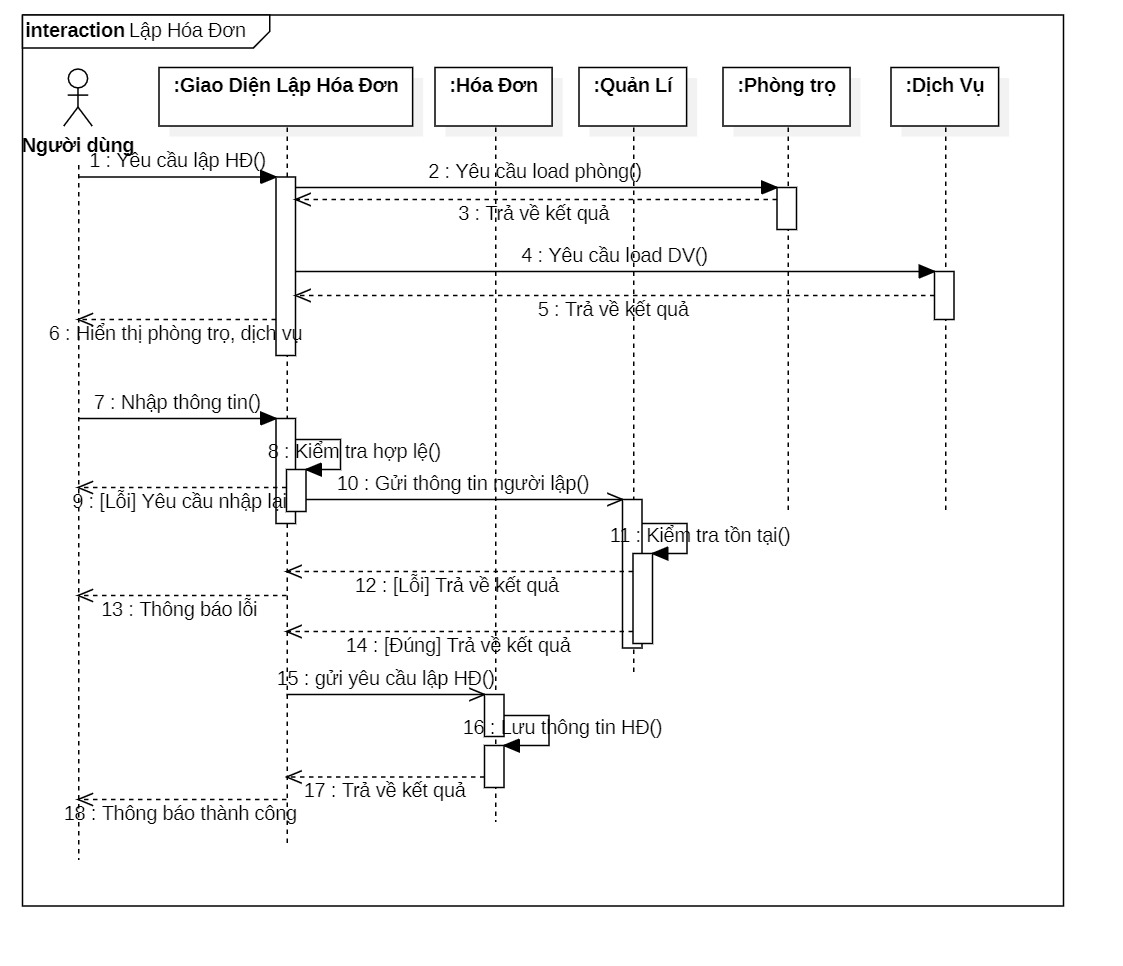 interaction Lập Hóa Đơn
:Giao Diện Lập Hóa Đơn
:Hóa Đơn
:Quản Lí
:Phòng trọ
:Dịch Vụ
Người dùng
1 : Yêu cầu lập HĐ()
2 : Yêu cầu load phòng()
3 : Trả về kết quả
4 : Yêu cầu load DV()
5 : Trả về kết quả
6 : Hiển thị phòng trọ, dịch vụ
7 : Nhập thông tin()
8 : Kiểm tra hợp lệ()
9 : [Lỗi] Yêu cầu nhập lại
10 : Gửi thông tin người lập()
11 : Kiểm tra tồn tại()
12 : [Lỗi] Trả về kết quả
13 : Thông báo lỗi
14 : [Đúng] Trả về kết quả
15 : gửi yêu cầu lập HĐ()
16 : Lưu thông tin HĐ()
17 : Trả về kết quả
18 : Thông báo thành công